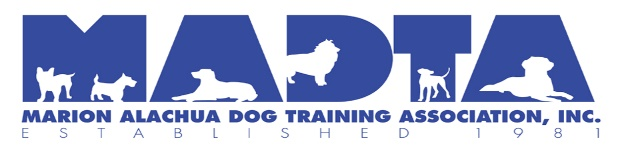 MADTA
MARION ALACHUA DOG TRAINING ASSOCIATION, INC.
ESTABLISHED 1981